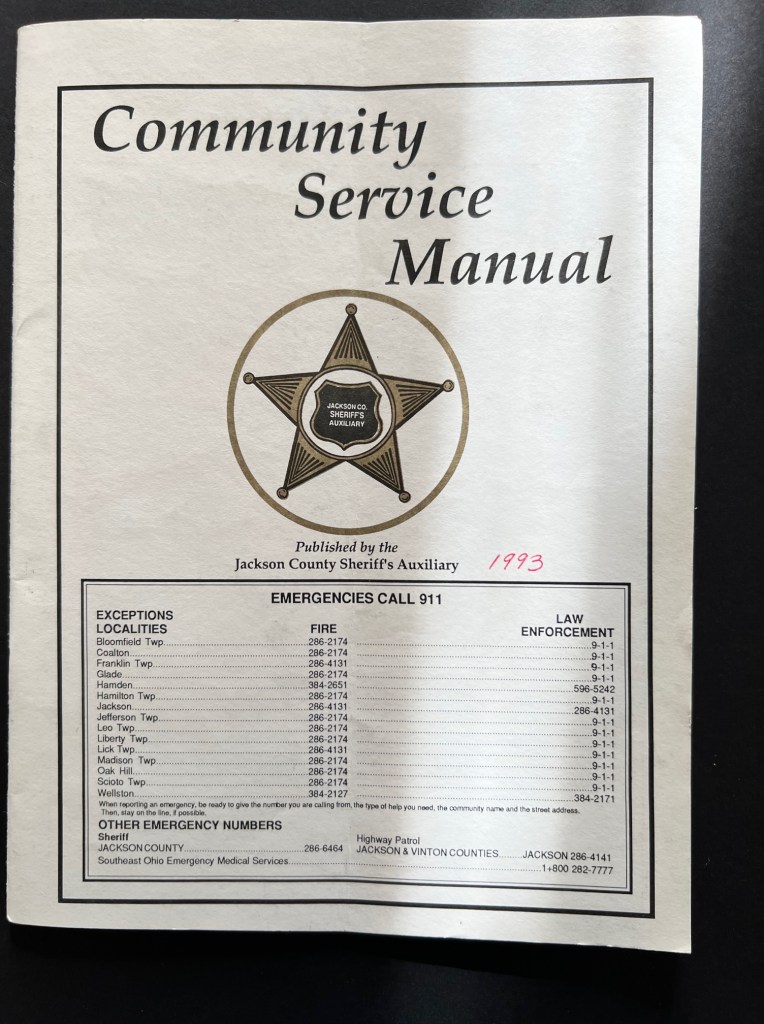 Community
Service
Manual
JACKSON CO.
SHERIFF'S
AUXILIARY
Published by the
Jackson County Sheriff's Auxiliary 1993
EMERGENCIES CALL 911
EXCEPTIONS
LOCALITIES FIRE LAW ENFORCEMENT
Bloomfield Twp. 286-2174 9-1-1
Coalton 286-2174 9-1-1
Franklin Twp. 286-4131 9-1-1
Glade 286-2174 9-1-1
Hamden 384-2651 596-5242
Hamilton Twp. 286-2174 9-1-1
Jackson 286-4131 286-4131
Jefferson Twp. 286-2174 9-1-1
Leo Twp. 286-2174 9-1-1
Liberty Twp. 286-2174 9-1-1
Lick Twp. 286-4131 9-1-1
Madison Twp. 286-2174 9-1-1
Oak Hill 286-2174 9-1-1
Scioto Twp. 286-2174 9-1-1
Wellston 384-2127 384-2171
When reporting an emergency, be ready to give the number you are calling from, the type of help you need, the community name and the street address.
Then, stay on the line, if possible.
OTHER EMERGENCY NUMBERS
Sheriff
JACKSON COUNTY 286-6464
Highway Patrol
JACKSON & VINTON COUNTIES JACKSON 286-4141
Southeast Ohio Emergency Medical Services 1+800 282-7777